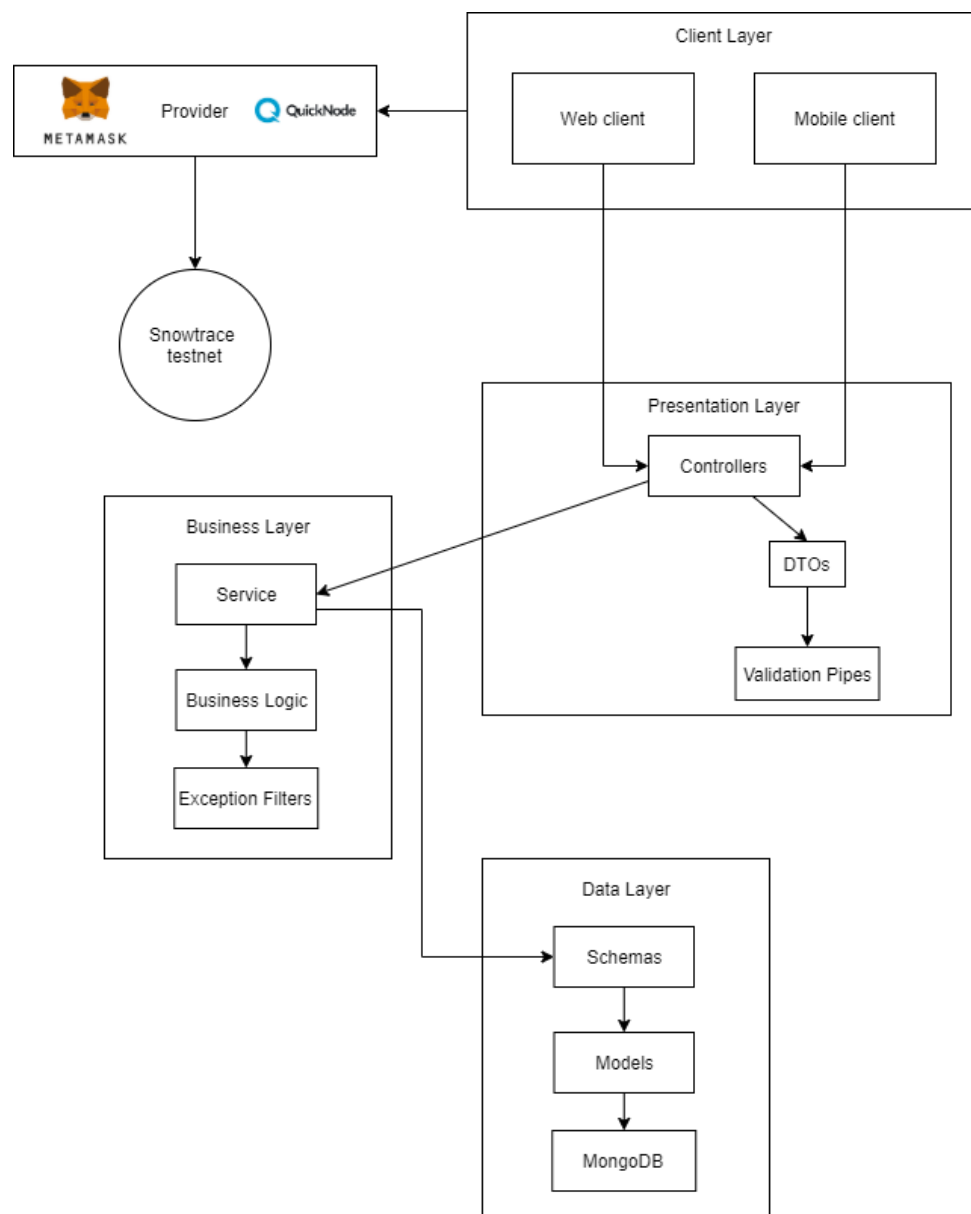 Client Layer
Web client
Mobile client
METAMASK
Provider
QuickNode
Snowtrace
testnet
Presentation Layer
Controllers
DTOs
Validation Pipes
Business Layer
Service
Business Logic
Exception Filters
Data Layer
Schemas
Models
MongoDB